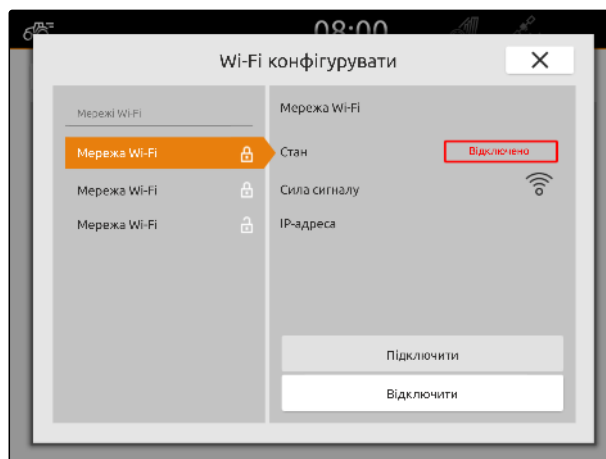 08:00
Wi-Fi конфігурувати
Мережі Wi-Fi
Мережа Wi-Fi
Мережа Wi-Fi
Мережа Wi-Fi
Мережа Wi-Fi
Стан
Відключено
Сила сигналу
IP-адреса
Підключити
Відключити